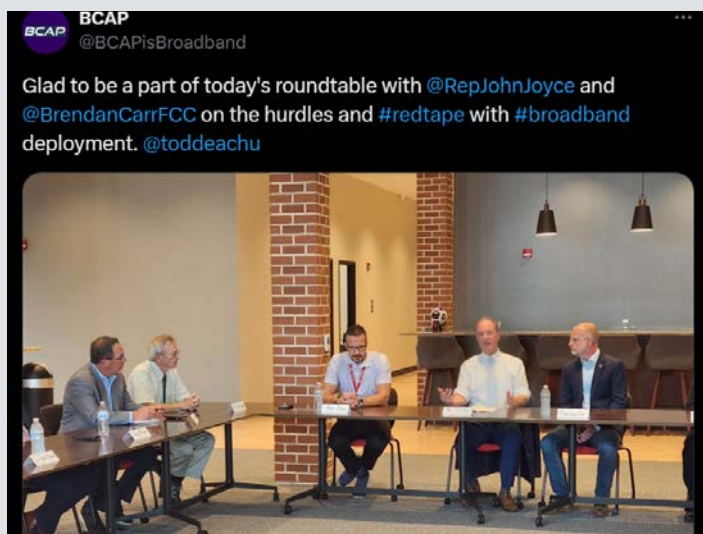 BCAP
BCAP
@BCAPisBroadband
Glad to be a part of today's roundtable with @RepJohnJoyce and
@BrendanCarrFCC on the hurdles and #redtape with #broadband
deployment. @toddeachu